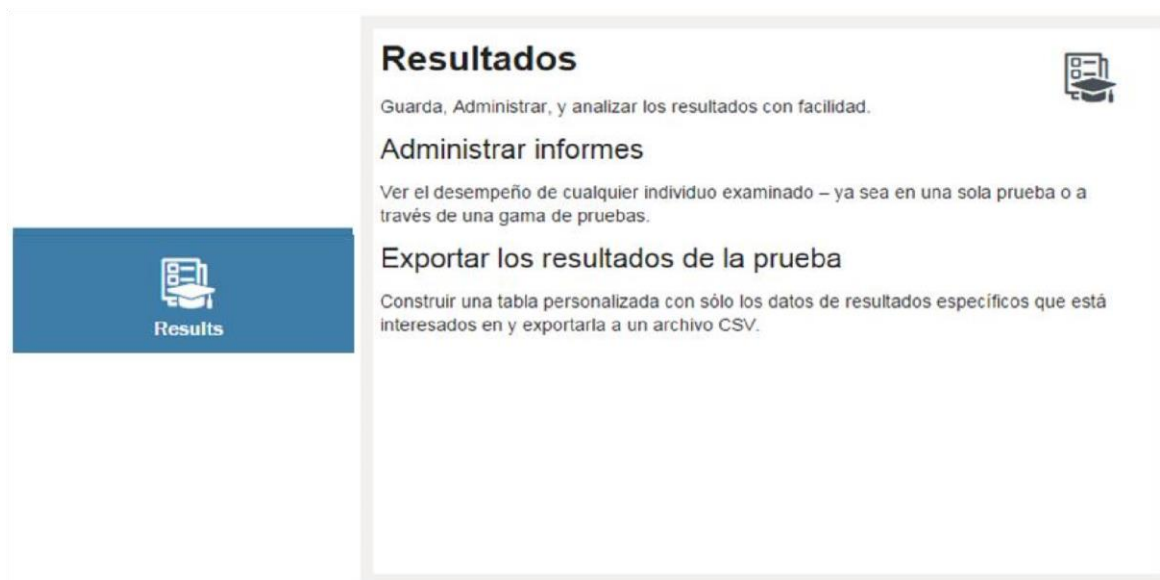 Results
Resultados
Guarda, Administrar, y analizar los resultados con facilidad.
Administrar informes
Ver el desempeño de cualquier individuo examinado – ya sea en una sola prueba o a
través de una gama de pruebas.
Exportar los resultados de la prueba
Construir una tabla personalizada con sólo los datos de resultados específicos que está
interesados en y exportarla a un archivo CSV.